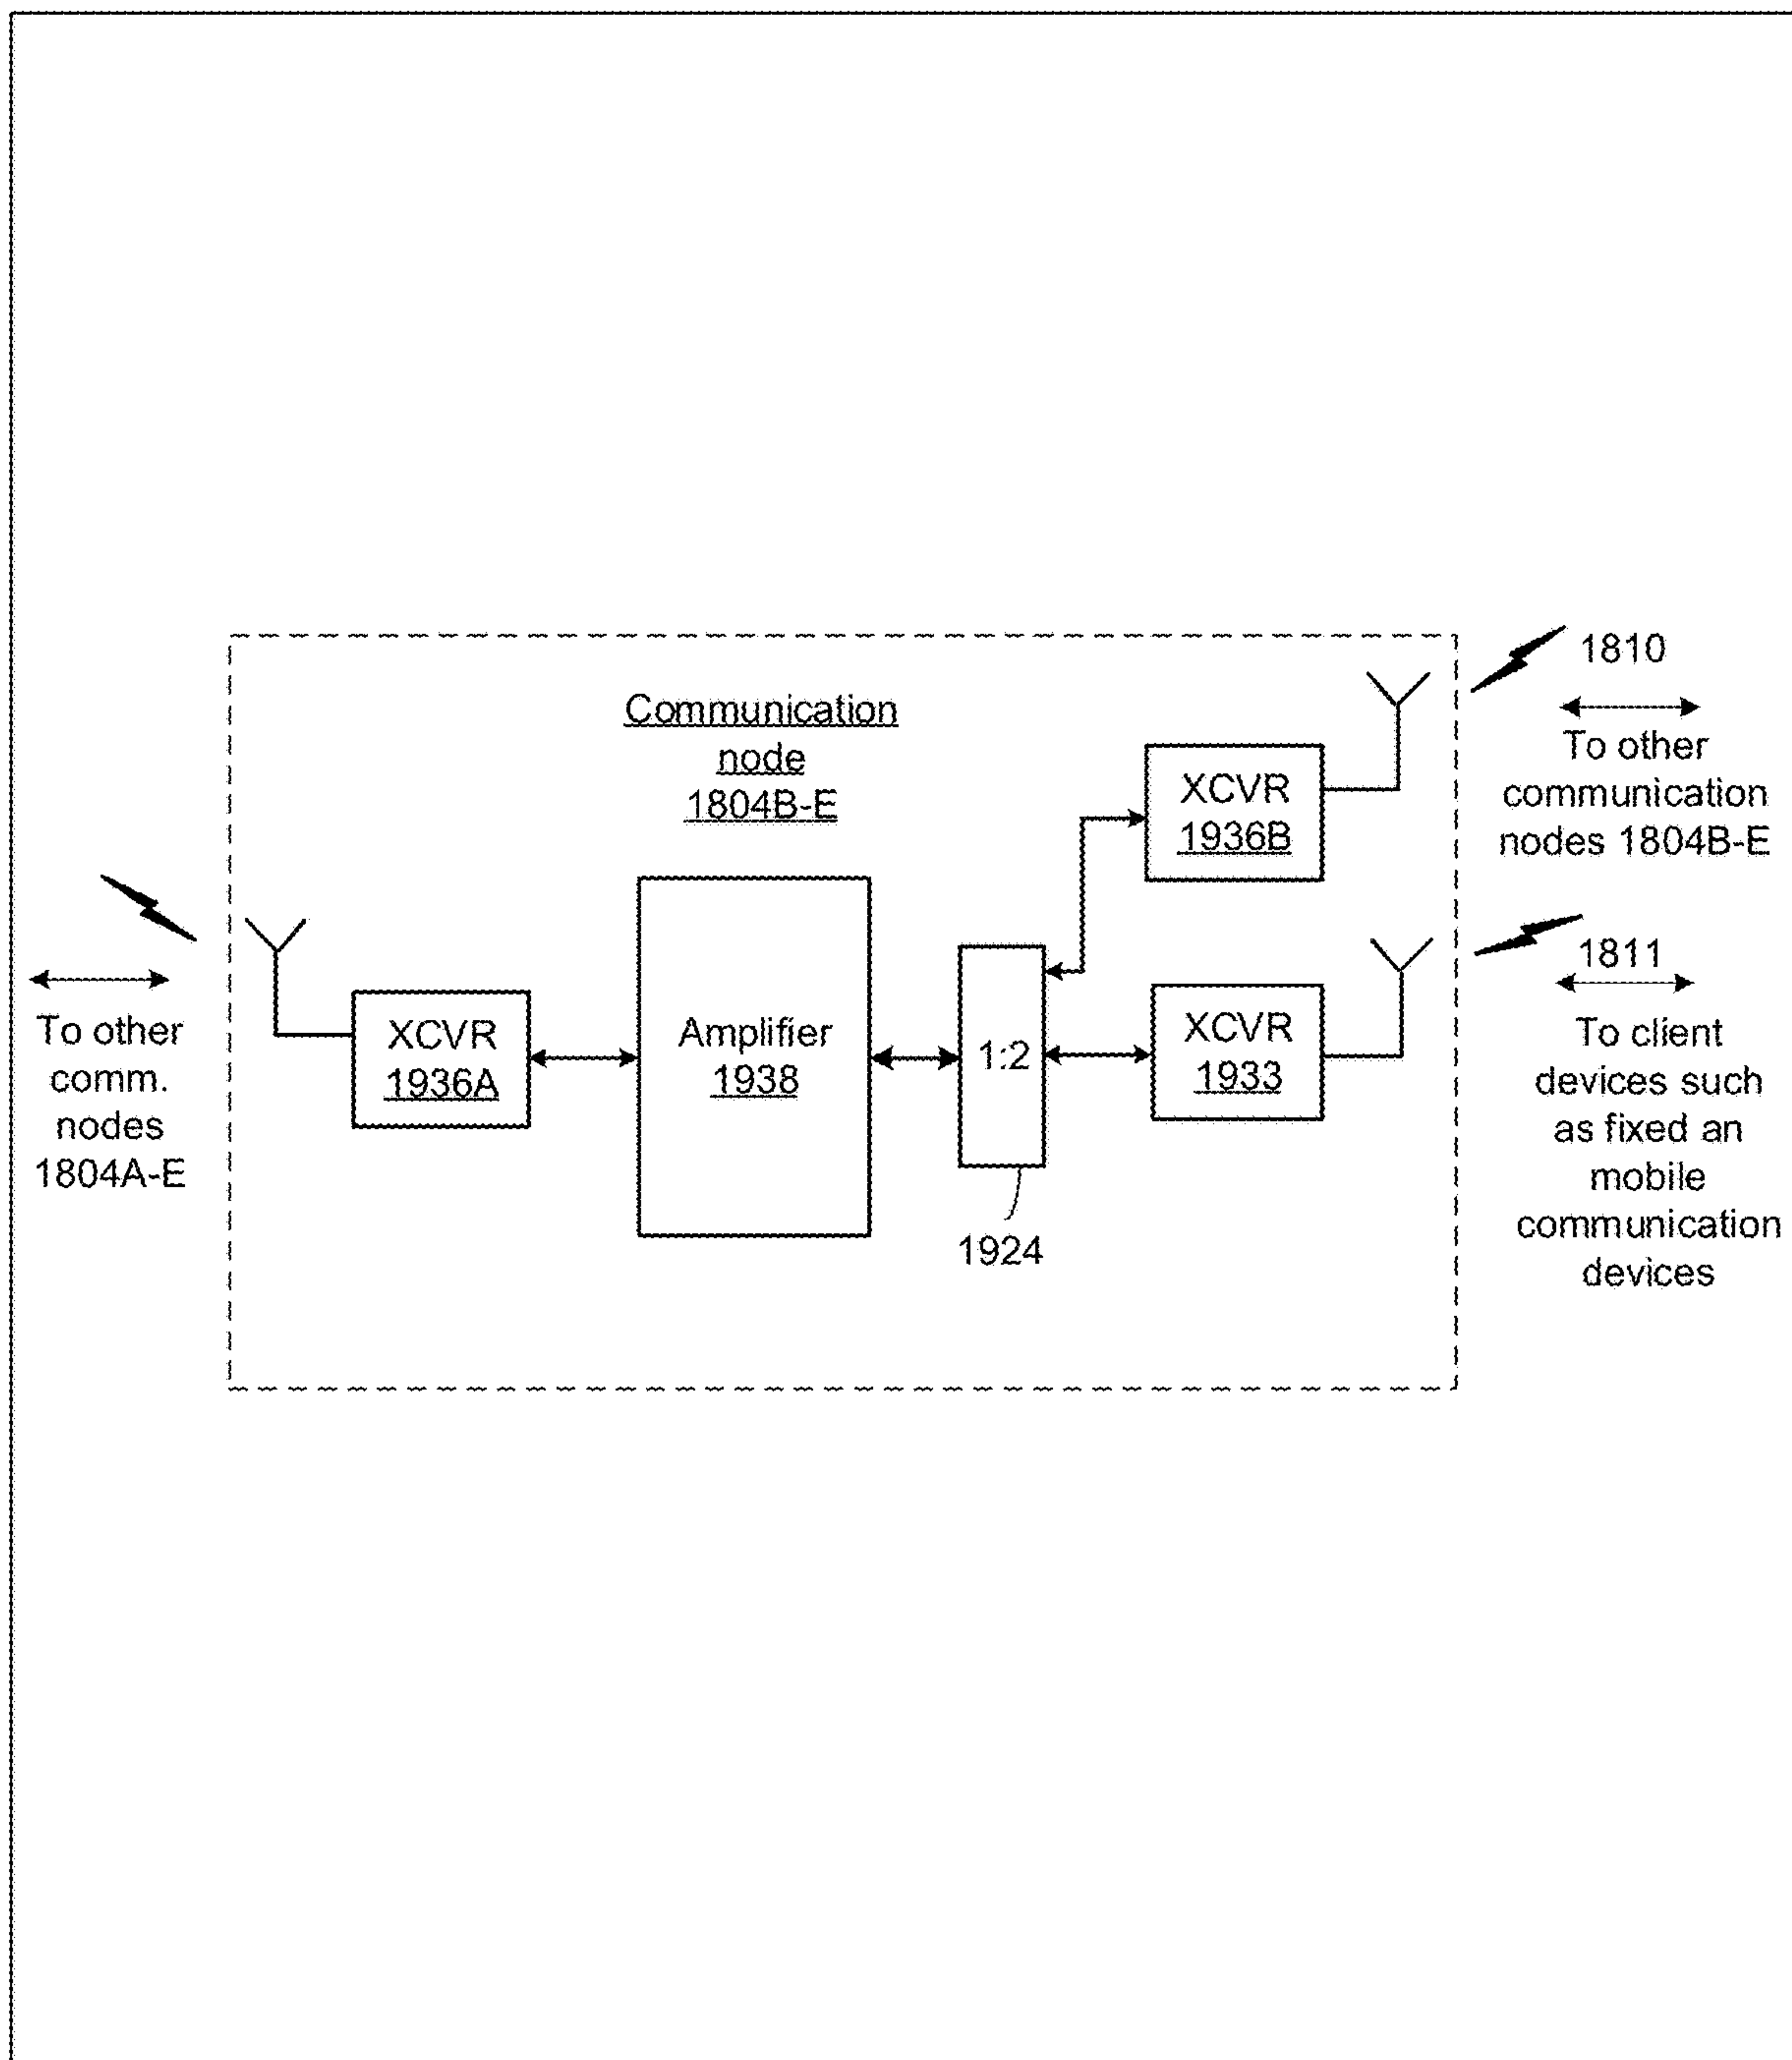 Communication
node
1804B-E
To other
comm.
nodes
1804A-E
XCVR
1936A
Amplifier
1938
1:2
1924
XCVR
1936B
XCVR
1933
1810
To other
communication
nodes 1804B-E
1811
To client
devices such
as fixed an
mobile
communication
devices